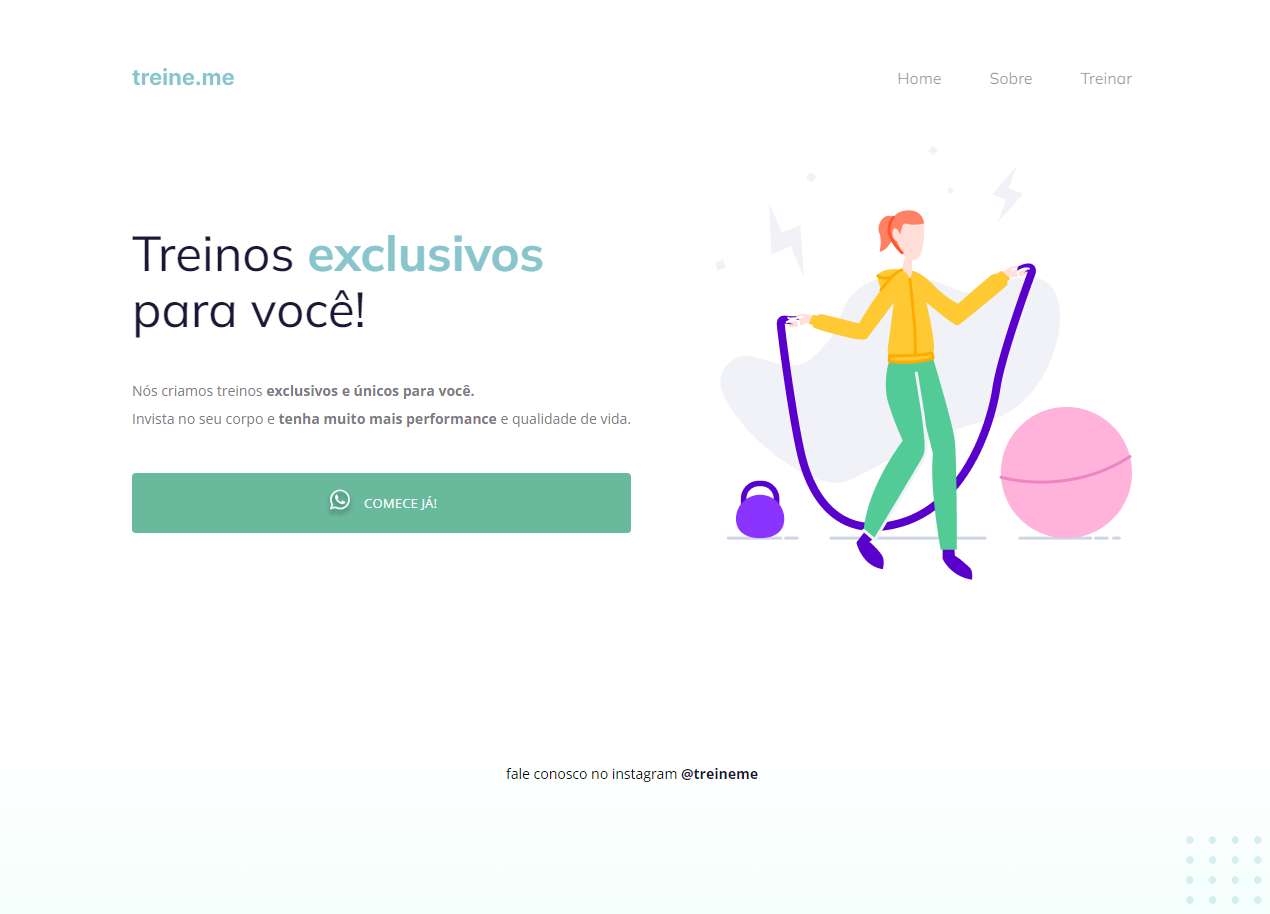 treine.me
Home Sobre Treinar
Treinos exclusivos
para você!
Nós criamos treinos exclusivos e únicos para você.
Invista no seu corpo e tenha muito mais performance e qualidade de vida.
COMECE JÁ!
fale conosco no instagram @treineme